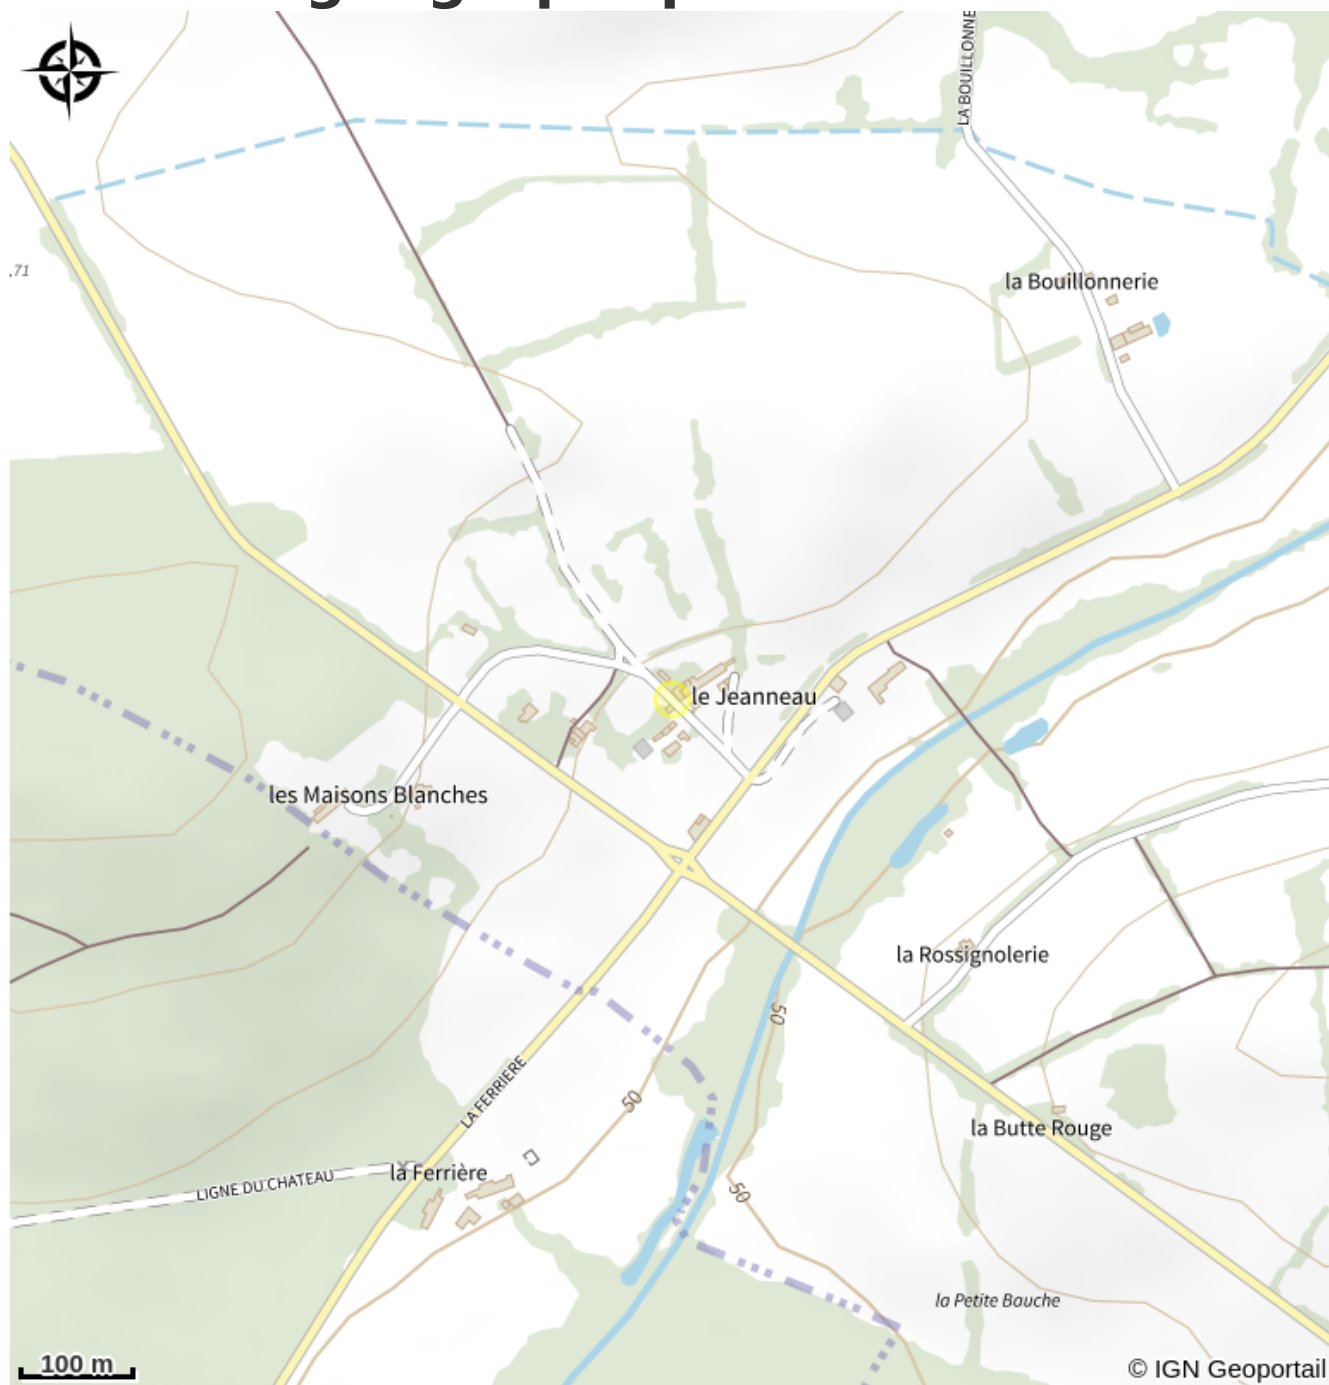 LA BOUILLONNE
.71
la Bouillonnerie
le Jeanneau
les Maisons Blanches
la Rossignolerie
50
LA FERRIERE
50
la Butte Rouge
la Ferrière
LIGNE DU CHATEAU
50
la Petite Bauche
100 m
© IGN Geoportail